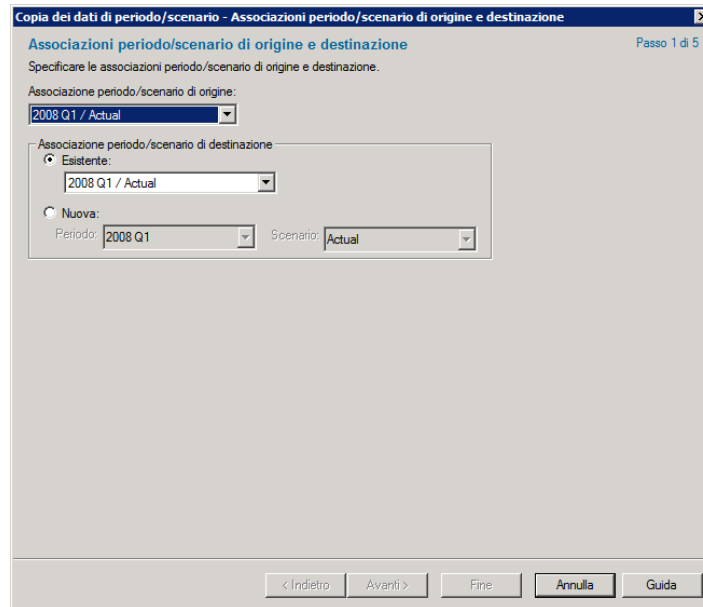 Copia dei dati di periodo/scenario - Associazioni periodo/scenario di origine e destinazione
Associazioni periodo/scenario di origine e destinazione Passo 1 di 5
Specificare le associazioni periodo/scenario di origine e destinazione.
Associazione periodo/scenario di origine:
2008 Q1 / Actual
Associazione periodo/scenario di destinazione
Esistente:
2008 Q1 / Actual
Nuova:
Periodo: 2008 Q1 Scenario: Actual
< Indietro Avanti > Fine Annulla Guida